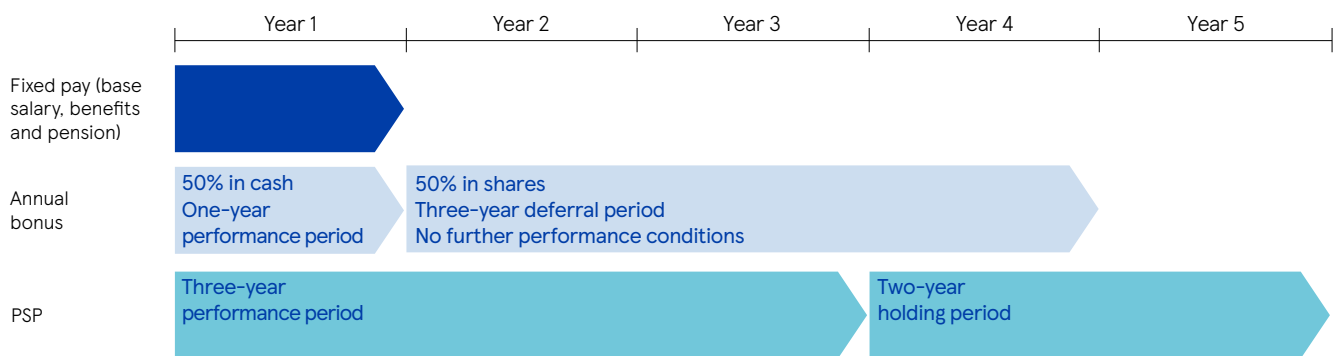 Year 1
Year 2
Year 3
Year 4
Year 5
Fixed pay (base
salary, benefits
and pension)
Annual
bonus
50% in cash
One-year
performance period
50% in shares
Three-year deferral period
No further performance conditions
PSP
Three-year
performance period
Two-year
holding period